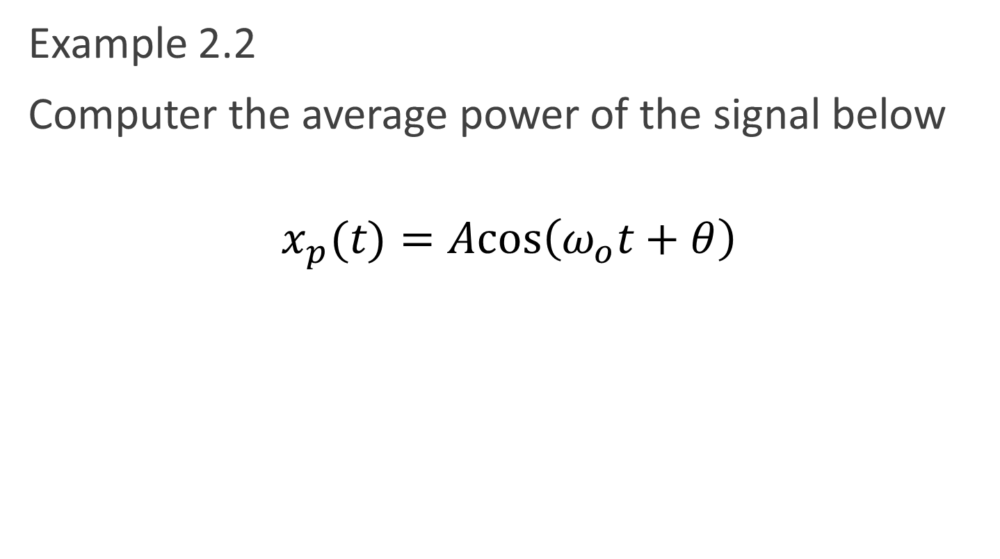 Example 2.2
Computer the average power of the signal below
𝑥ₚ(𝑡) = 𝐴cos(𝜔ₒ𝑡 + 𝜃)